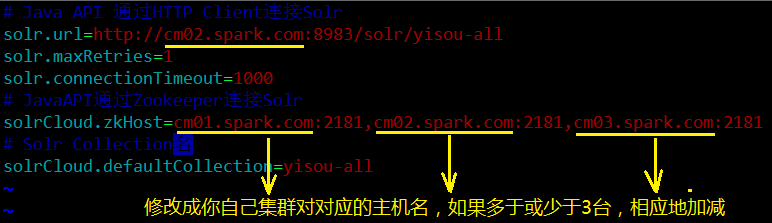 # Java API 通过HTTP Client连接Solr
solr.url=http://cm02.spark.com:8983/solr/yisou-all
solr.maxRetries=1
solr.connectionTimeout=1000
# JavaAPI通过Zookeeper连接Solr
solrCloud.zkHost=cm01.spark.com:2181,cm02.spark.com:2181,cm03.spark.com:2181
# Solr Collection名
solrCloud.defaultCollection=yisou-all
~
~
修改成你自己集群对对应的主机名，如果多于或少于3台，相应地加减